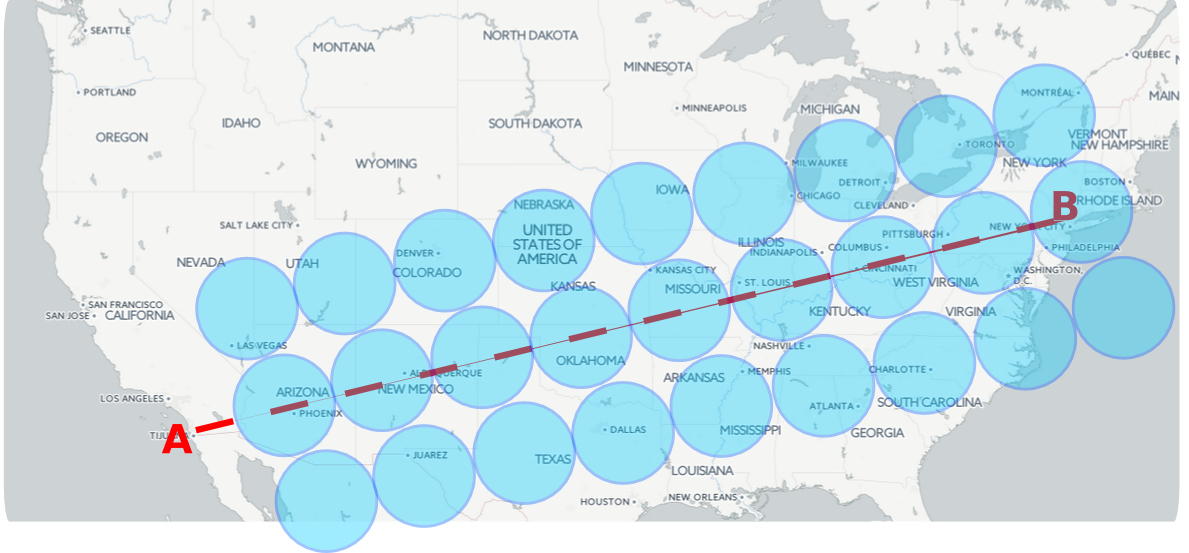 SEATTLE
MONTANA
NORTH DAKOTA
MINNESOTA
QUÉBEC
PORTLAND
MONTRÉAL
MAIN
OREGON
IDAHO
SOUTH DAKOTA
MINNEAPOLIS
MICHIGAN
VERMONT
NEW HAMPSHIRE
TORONTO
WYOMING
MILWAUKEE
NEW YORK
IOWA
CHICAGO
DETROIT
BOSTON
NEBRASKA
CLEVELAND
B
RHODE ISLAND
SALT LAKE CITY
UNITED
STATES OF
AMERICA
PITTSBURGH
NEW YORK CITY
ILLINOIS
INDIANAPOLIS
COLUMBUS
PHILADELPHIA
DENVER
NEVADA
UTAH
COLORADO
KANSAS CITY
CINCINNATI
WASHINGTON,
D.C.
KANSAS
MISSOURI
ST. LOUIS
WEST VIRGINIA
SAN FRANCISCO
SAN JOSE
CALIFORNIA
KENTUCKY
VIRGINIA
LAS VEGAS
NASHVILLE
OKLAHOMA
ALBUQUERQUE
ARKANSAS
MEMPHIS
CHARLOTTE
ARIZONA
NEW MEXICO
LOS ANGELES
PHOENIX
ATLANTA
SOUTH CAROLINA
A
TIJU
DALLAS
MISSISSIPPI
GEORGIA
JUAREZ
TEXAS
LOUISIANA
HOUSTON
NEW ORLEANS